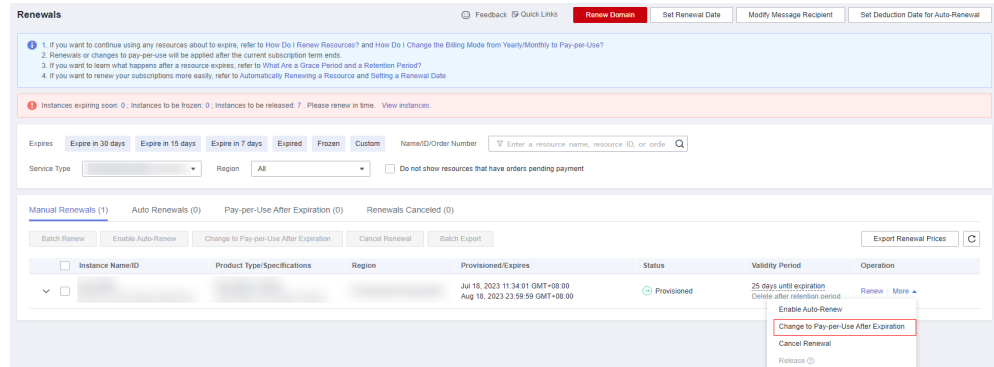 Renewals
Feedback Quick Links Renew Domain Set Renewal Date Modify Message Recipient Set Deduction Date for Auto-Renewal
1. If you want to continue using any resources about to expire, refer to How Do I Renew Resources? and How Do I Change the Billing Mode from Yearly/Monthly to Pay-per-Use?
2. Renewals or changes to pay-per-use will be applied after the current subscription term ends.
3. If you want to learn what happens after a resource expires, refer to What Are a Grace Period and a Retention Period?
4. If you want to renew your subscriptions more easily, refer to Automatically Renewing a Resource and Setting a Renewal Date
Instances expiring soon: 0 ; Instances to be frozen: 0 ; Instances to be released: 7 . Please renew in time. View instances.
Expires Expire in 30 days Expire in 15 days Expire in 7 days Expired Frozen Custom Name/ID/Order Number Enter a resource name, resource ID, or orde
Service Type Region All Do not show resources that have orders pending payment
Manual Renewals (1) Auto Renewals (0) Pay-per-Use After Expiration (0) Renewals Canceled (0)
Batch Renew Enable Auto-Renew Change to Pay-per-Use After Expiration Cancel Renewal Batch Export Export Renewal Prices
Instance Name/ID Product Type/Specifications Region Provisioned/Expires Status Validity Period Operation
Jul 18, 2023 11:34:01 GMT+08:00 Provisioned 25 days until expiration Renew More
Aug 18, 2023 23:59:59 GMT+08:00 Delete after retention period
Enable Auto-Renew
Change to Pay-per-Use After Expiration
Cancel Renewal
Release